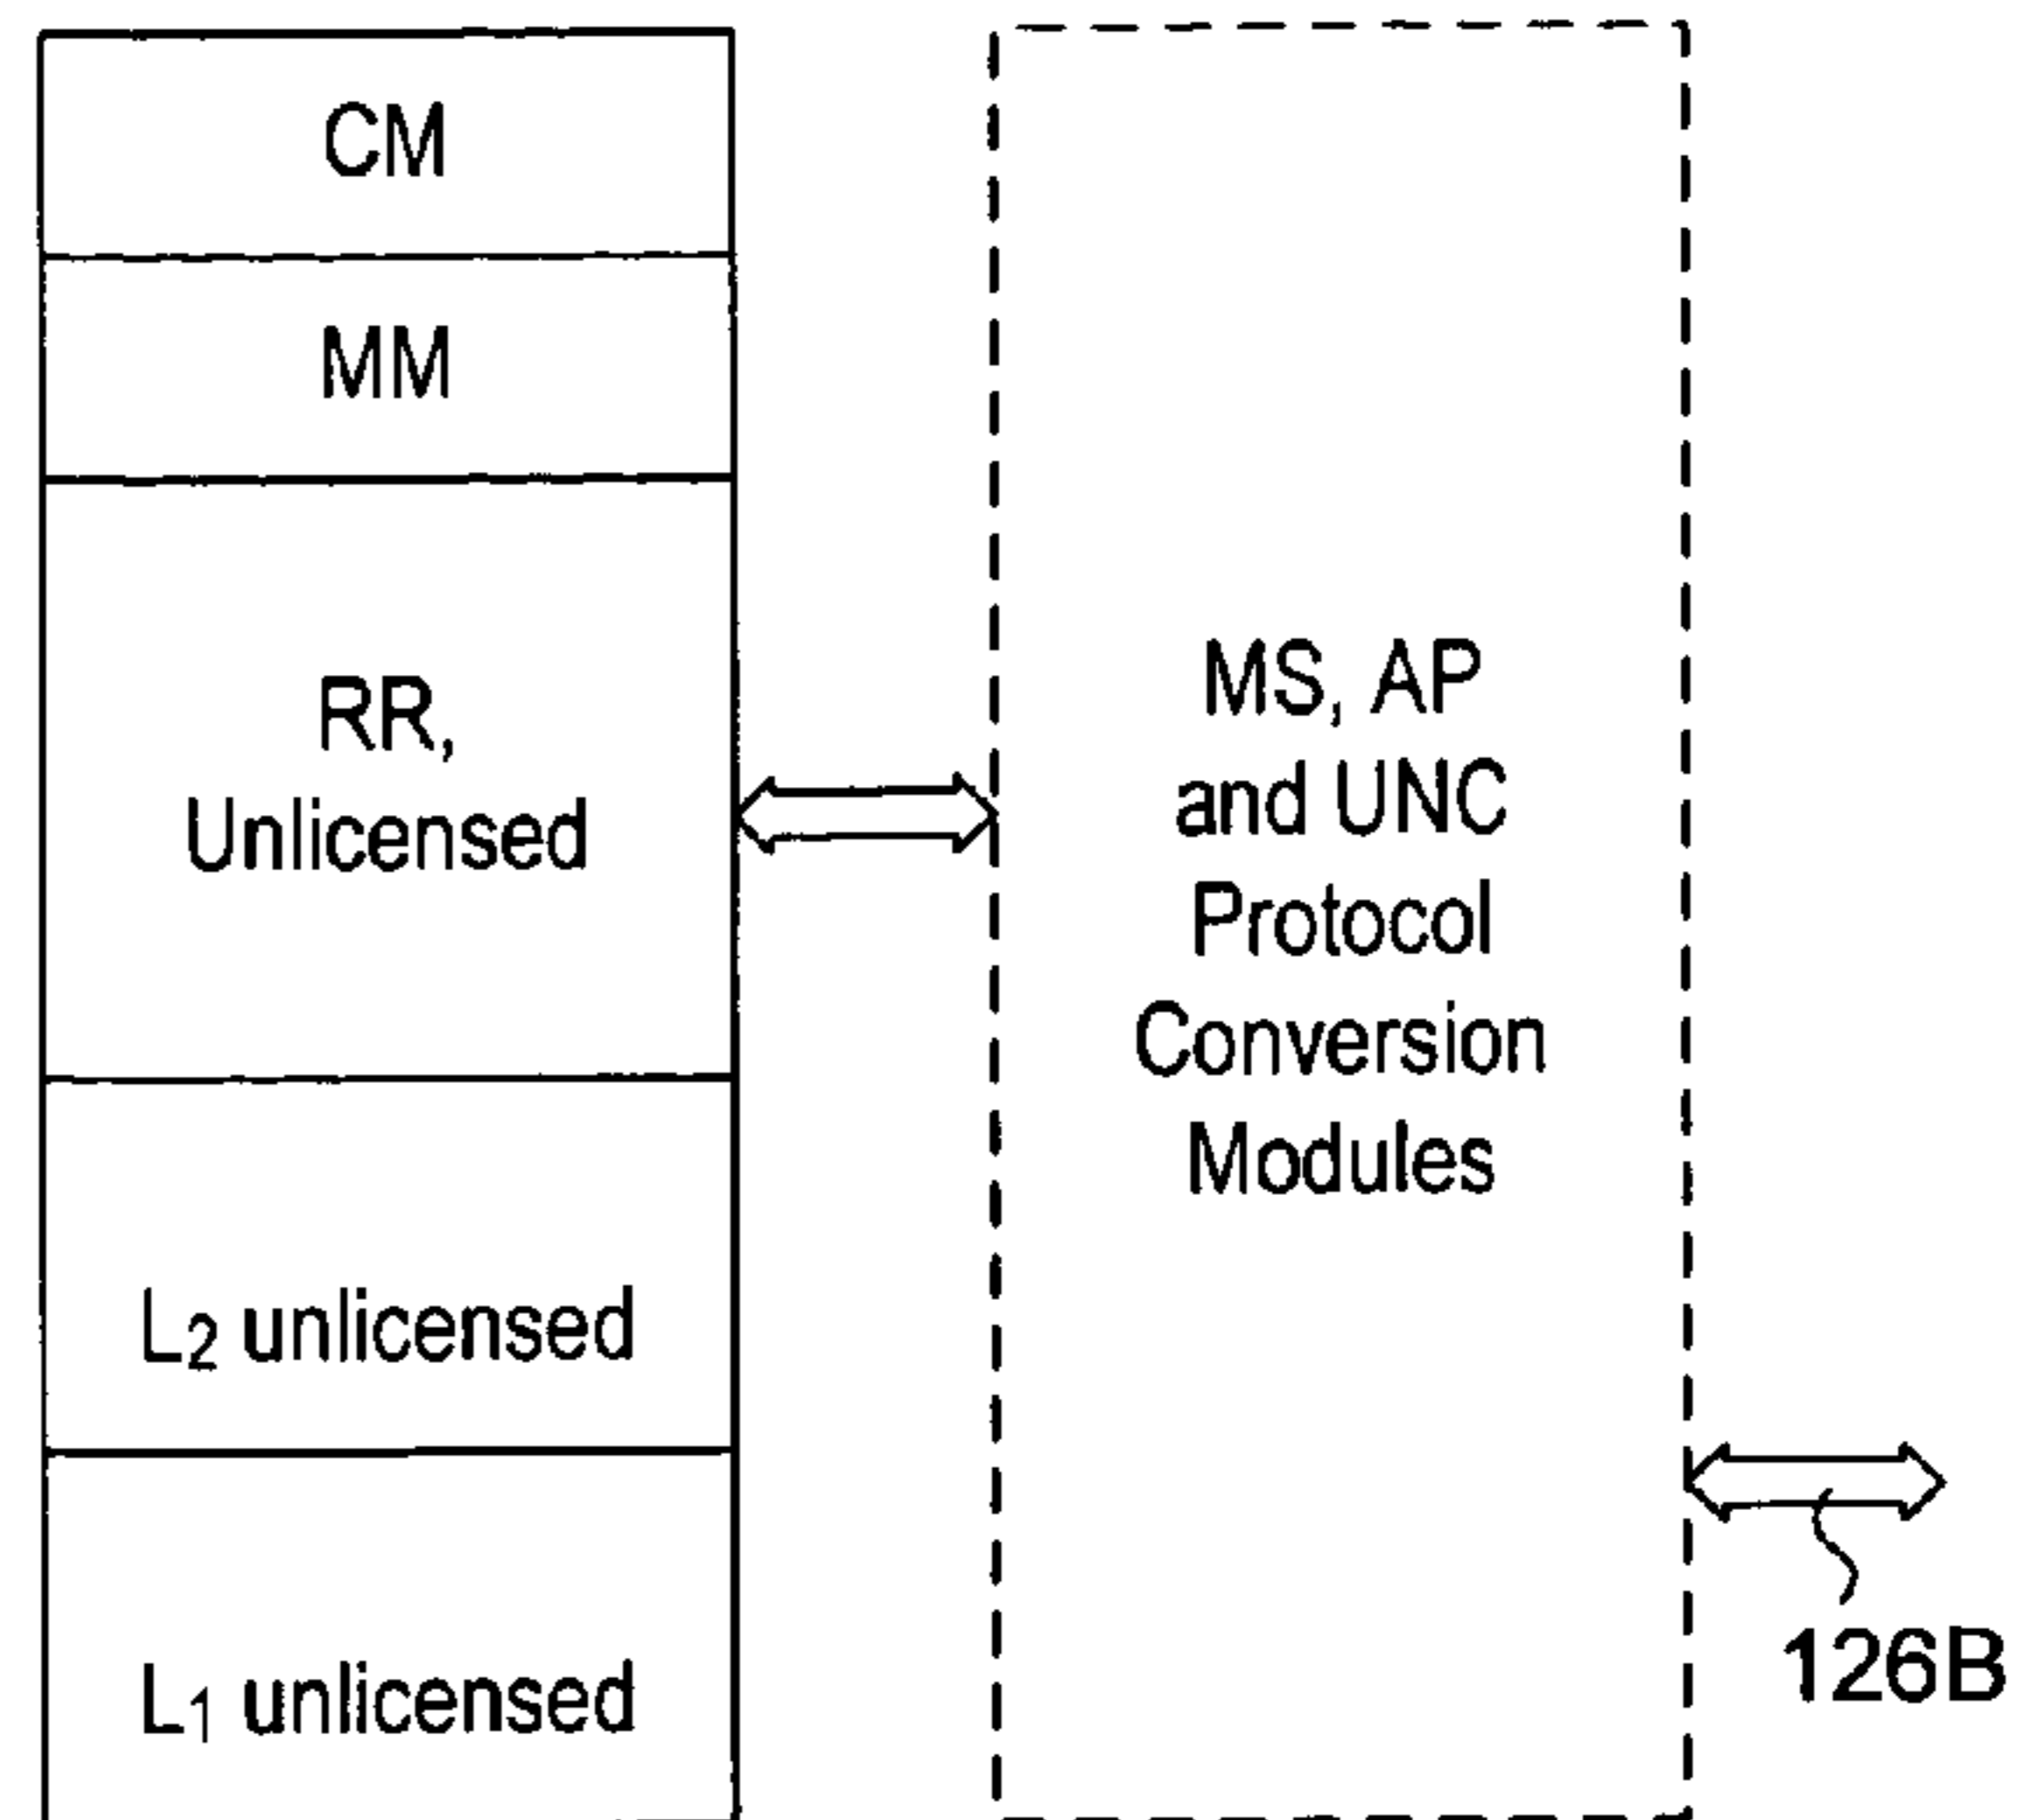 CM
MM
RR,
Unlicensed
L₂ unlicensed
L₁ unlicensed
MS, AP
and UNC
Protocol
Conversion
Modules
126B